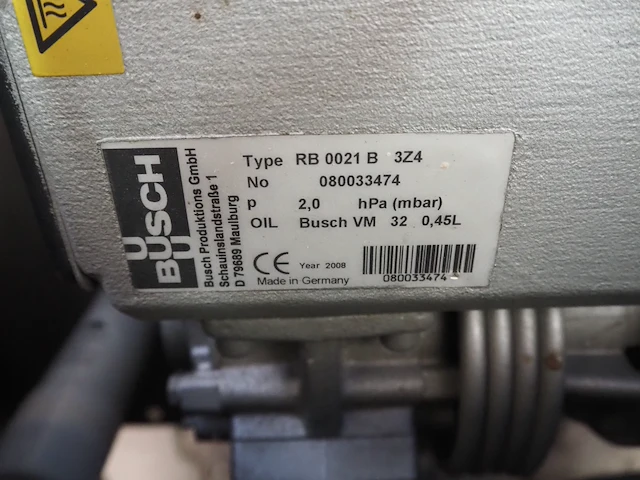 BUSCH
Busch Produktions GmbH
Schauinslandstraße 1
D 79689 Maulburg
Type RB 0021 B 3Z4
No 080033474
p 2,0 hPa (mbar)
OIL Busch VM 32 0,45L
CE Year 2008
Made in Germany
080033474